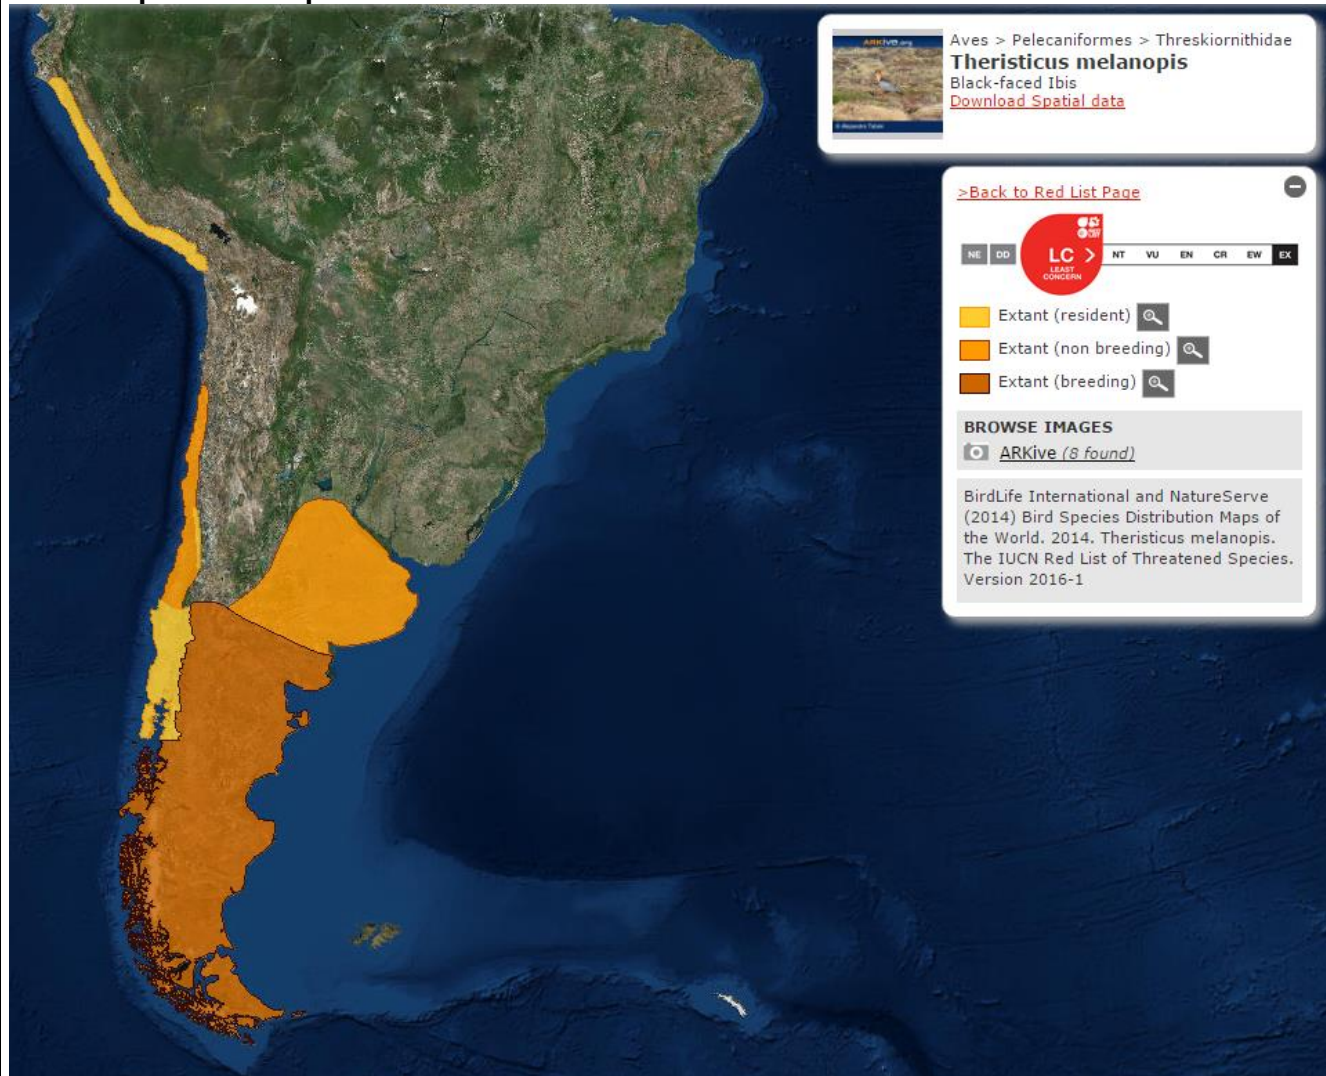 ARKive.org
Aves > Pelecaniformes > Threskiornithidae
Theristicus melanopis
Black-faced Ibis
Download Spatial data
>Back to Red List Page
NE DD LC > NT VU EN CR EW EX
LEAST
CONCERN
Extant (resident)
Extant (non breeding)
Extant (breeding)
BROWSE IMAGES
ARKive (8 found)
BirdLife International and NatureServe
(2014) Bird Species Distribution Maps of
the World. 2014. Theristicus melanopis.
The IUCN Red List of Threatened Species.
Version 2016-1